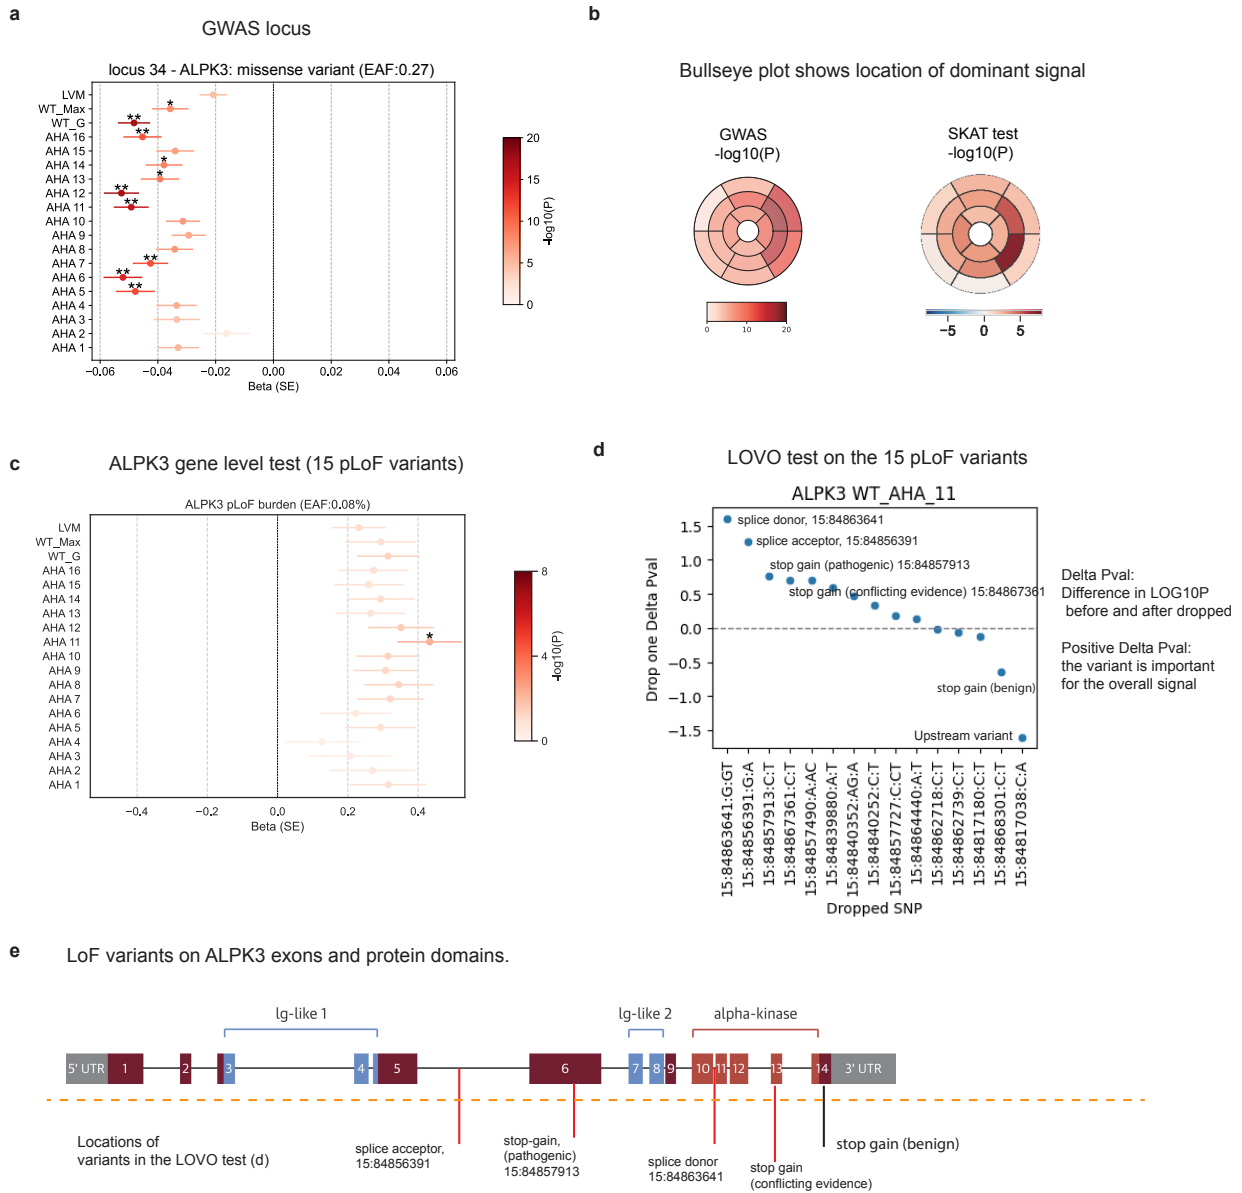 a
GWAS locus
locus 34 - ALPK3: missense variant (EAF:0.27)
LVM
WT_Max
WT_G
AHA 16
AHA 15
AHA 14
AHA 13
AHA 12
AHA 11
AHA 10
AHA 9
AHA 8
AHA 7
AHA 6
AHA 5
AHA 4
AHA 3
AHA 2
AHA 1
*
**
**
*
*
**
**
**
**
**
−0.06 −0.04 −0.02 0.00 0.02 0.04 0.06
Beta (SE)
20
15
10
5
0
-log10(P)
b
Bullseye plot shows location of dominant signal
GWAS
-log10(P)
0 10 20
SKAT test
-log10(P)
−5 0 5
c
ALPK3 gene level test (15 pLoF variants)
ALPK3 pLoF burden (EAF:0.08%)
LVM
WT_Max
WT_G
AHA 16
AHA 15
AHA 14
AHA 13
AHA 12
AHA 11
AHA 10
AHA 9
AHA 8
AHA 7
AHA 6
AHA 5
AHA 4
AHA 3
AHA 2
AHA 1
*
−0.4 −0.2 0.0 0.2 0.4
Beta (SE)
8
4
0
-log10(P)
d
LOVO test on the 15 pLoF variants
ALPK3 WT_AHA_11
Drop one Delta Pval
1.5
1.0
0.5
0.0
−0.5
−1.0
−1.5
splice donor, 15:84863641
splice acceptor, 15:84856391
stop gain (pathogenic) 15:84857913
stop gain (conflicting evidence) 15:84867361
stop gain (benign)
Upstream variant
15:84863641:G:GT
15:84856391:G:A
15:84857913:C:T
15:84867361:C:T
15:84857490:A:AC
15:84839880:A:T
15:84840352:AG:A
15:84840252:C:T
15:84857727:C:CT
15:84864440:A:T
15:84862718:C:T
15:84862739:C:T
15:84817180:C:T
15:84868301:C:T
15:84817038:C:A
Dropped SNP
Delta Pval:
Difference in LOG10P
before and after dropped
Positive Delta Pval:
the variant is important
for the overall signal
e
LoF variants on ALPK3 exons and protein domains.
lg-like 1
lg-like 2
alpha-kinase
5' UTR 1 2 3 4 5 6 7 8 9 10 11 12 13 14 3' UTR
Locations of
variants in the LOVO test (d)
splice acceptor,
15:84856391
stop-gain,
(pathogenic)
15:84857913
splice donor
15:84863641
stop gain
(conflicting evidence)
stop gain (benign)